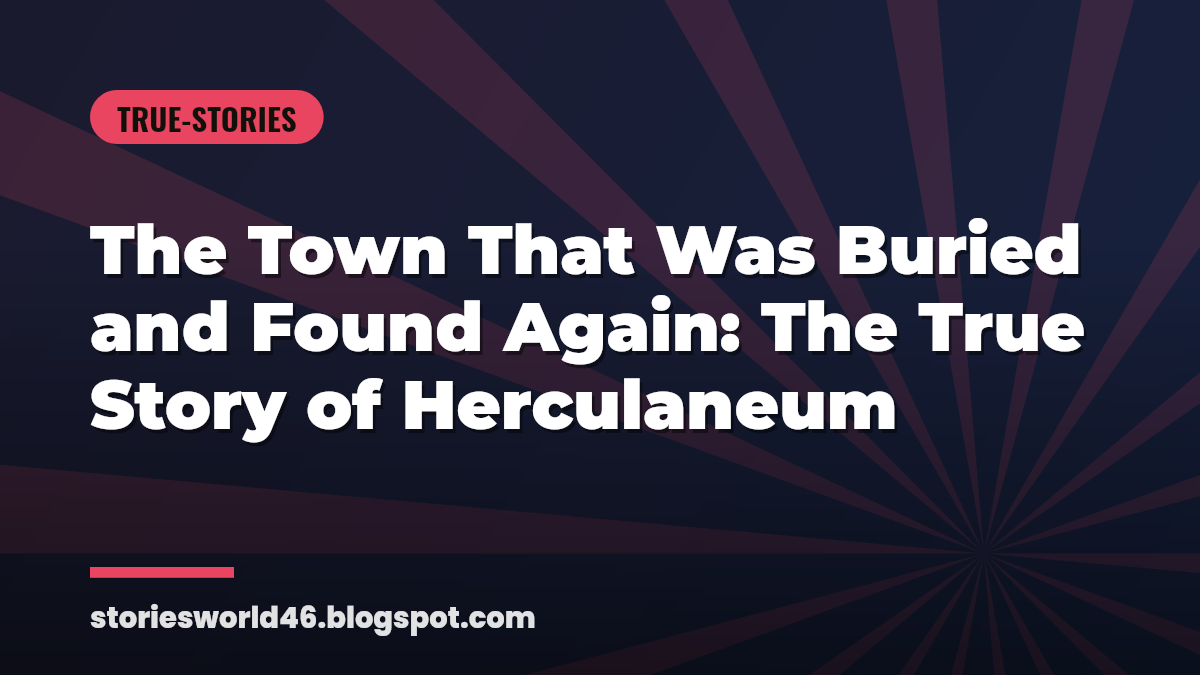 TRUE-STORIES
The Town That Was Buried
and Found Again: The True
Story of Herculaneum
storiesworld46.blogspot.com